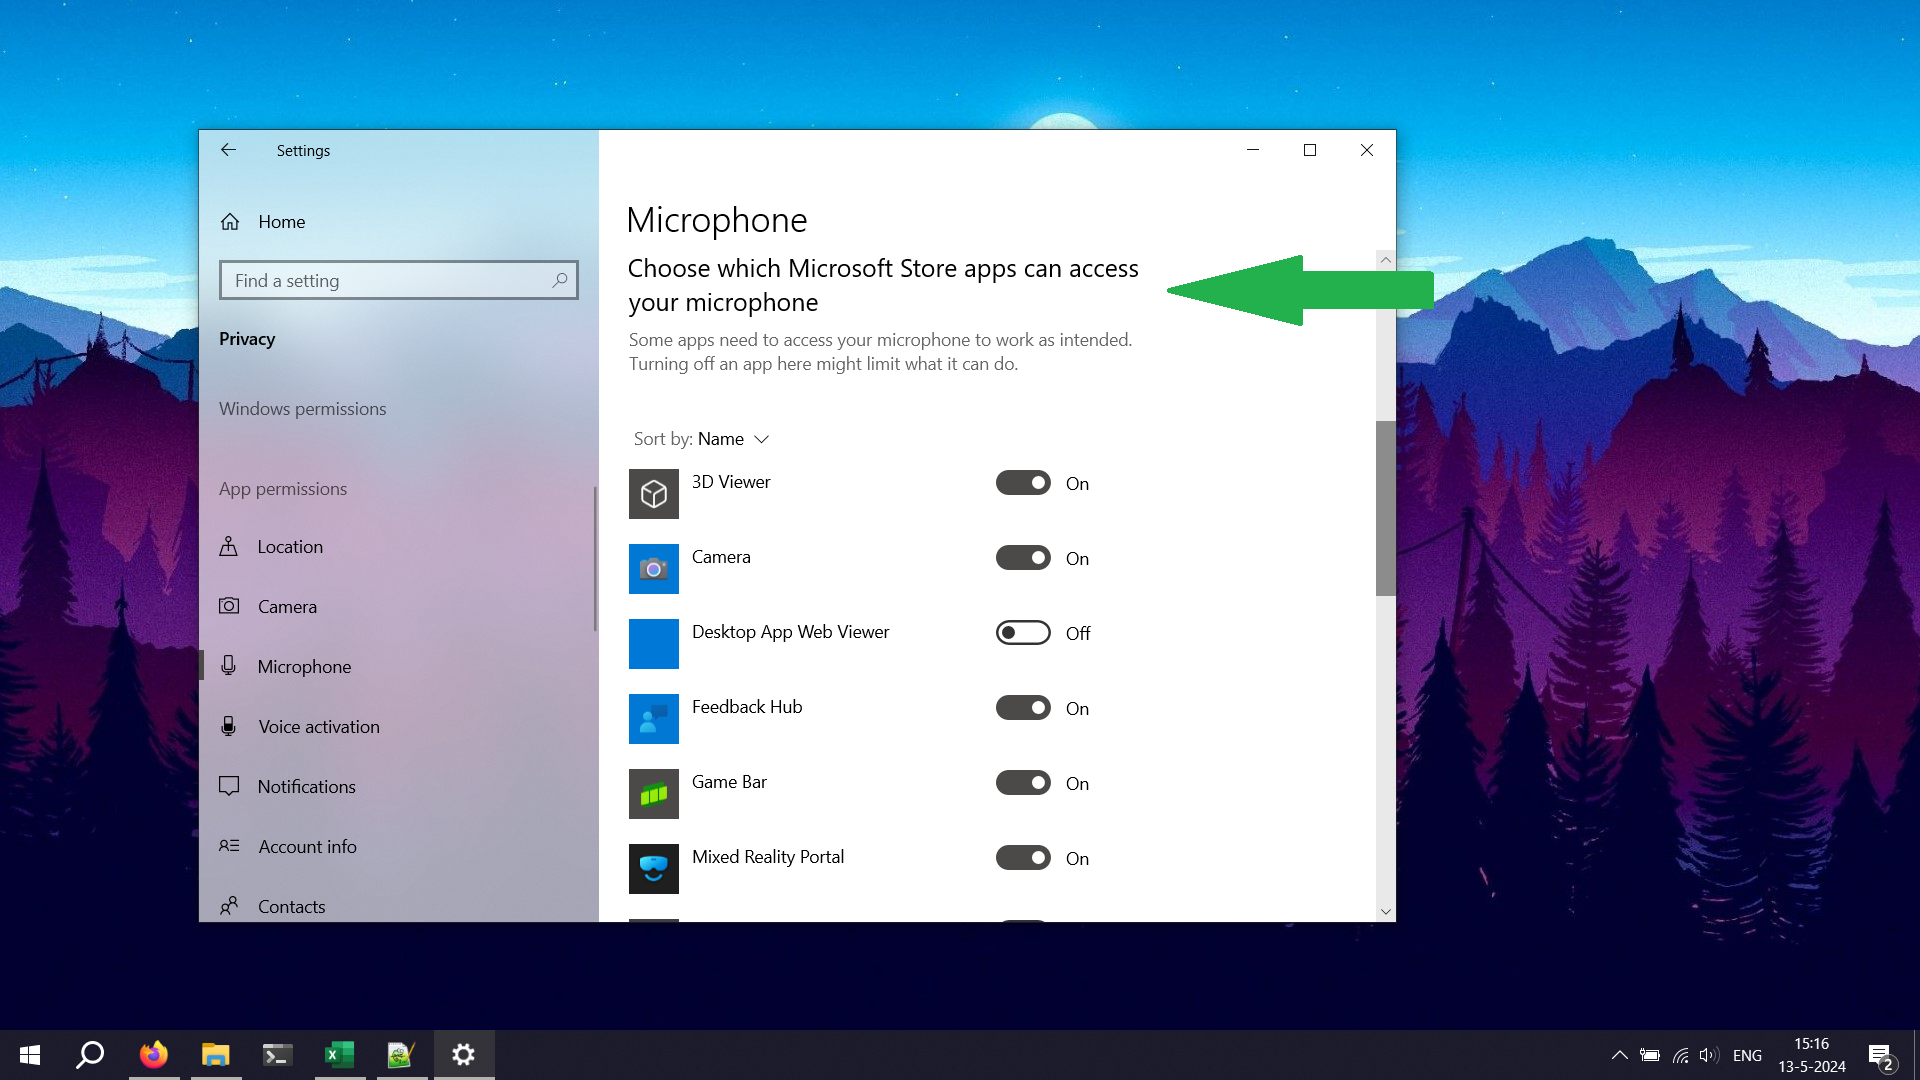 Settings
Home
Find a setting
Privacy
Windows permissions
App permissions
Location
Camera
Microphone
Voice activation
Notifications
Account info
Contacts
Microphone
Choose which Microsoft Store apps can access
your microphone
Some apps need to access your microphone to work as intended.
Turning off an app here might limit what it can do.
Sort by: Name
3D Viewer On
Camera On
Desktop App Web Viewer Off
Feedback Hub On
Game Bar On
Mixed Reality Portal On
ENG
15:16
13-5-2024
2